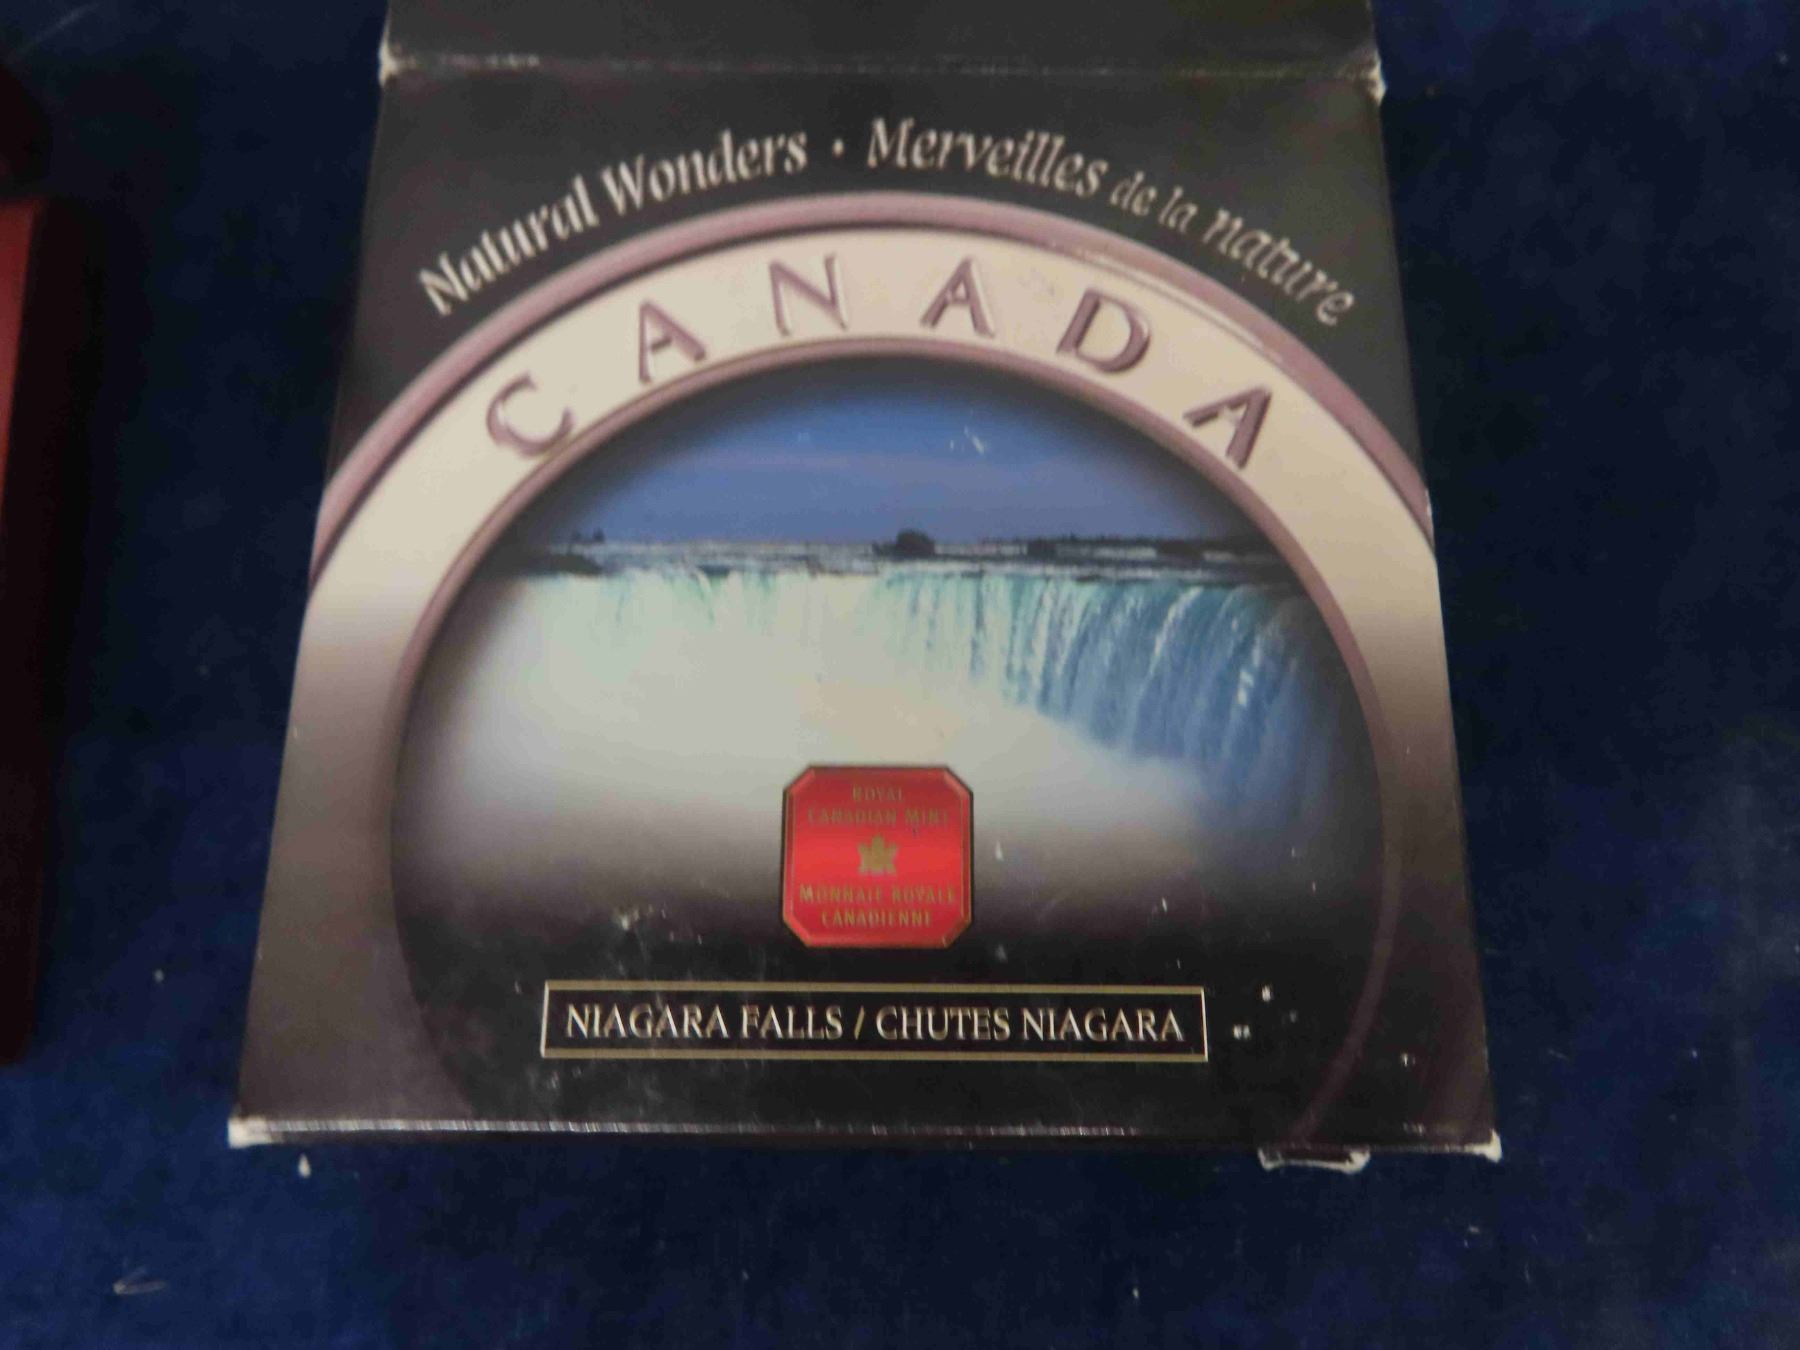 Natural Wonders · Merveilles de la nature
CANADA
ROYAL
CANADIAN MINT
MONNAIE ROYALE
CANADIENNE
NIAGARA FALLS / CHUTES NIAGARA